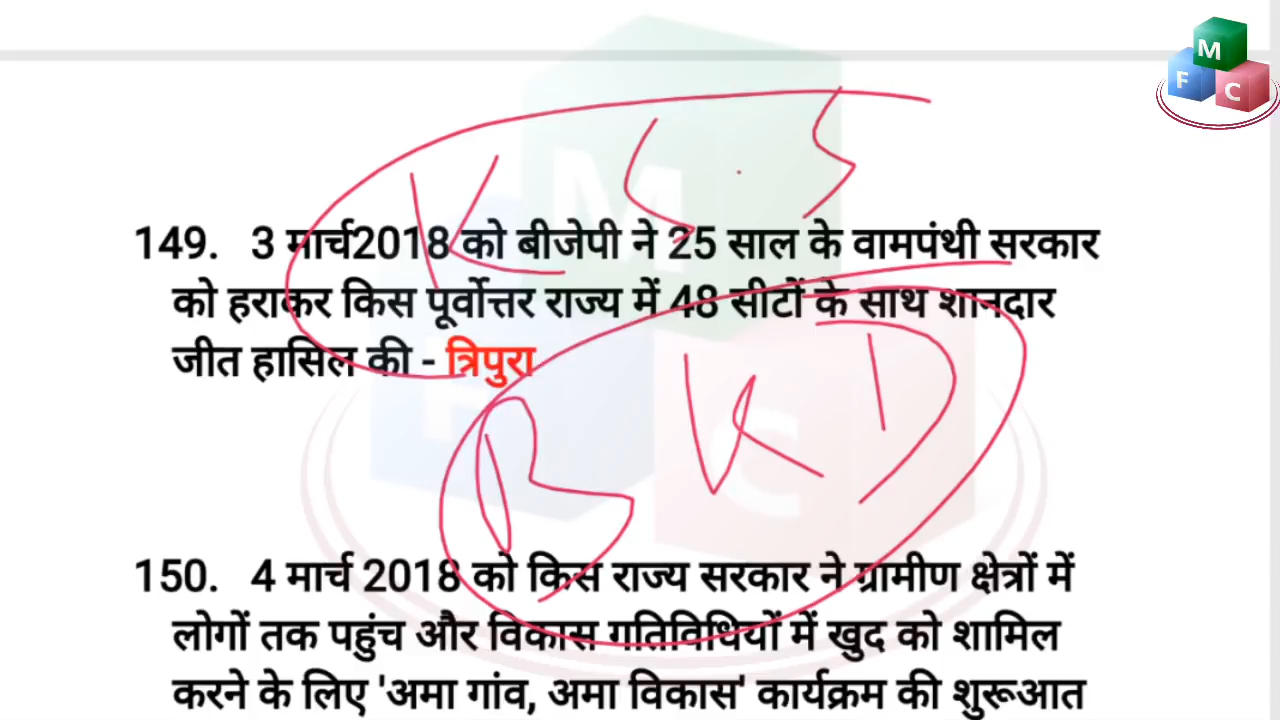 M
F C
K S S
149. 3 मार्च2018 को बीजेपी ने 25 साल के वामपंथी सरकार
को हराकर किस पूर्वोत्तर राज्य में 48 सीटों के साथ शानदार
जीत हासिल की - त्रिपुरा
B K D
150. 4 मार्च 2018 को किस राज्य सरकार ने ग्रामीण क्षेत्रों में
लोगों तक पहुंच और विकास गतिविधियों में खुद को शामिल
करने के लिए 'अमा गांव, अमा विकास' कार्यक्रम की शुरूआत